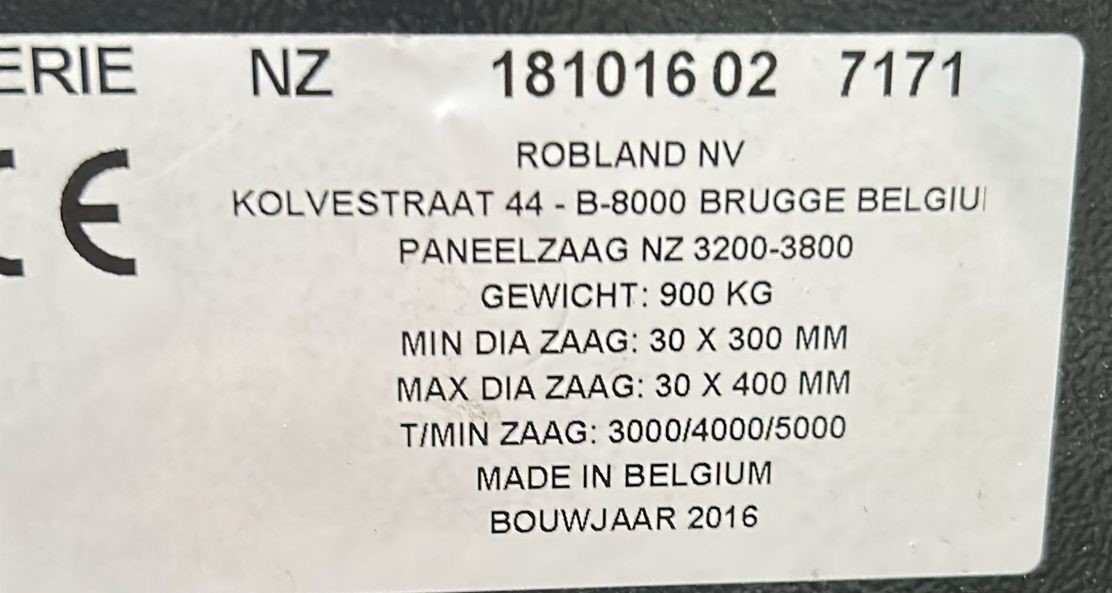 ERIE NZ 181016 02 7171
CE
ROBLAND NV
KOLVESTRAAT 44 - B-8000 BRUGGE BELGIU
PANEELZAAG NZ 3200-3800
GEWICHT: 900 KG
MIN DIA ZAAG: 30 X 300 MM
MAX DIA ZAAG: 30 X 400 MM
T/MIN ZAAG: 3000/4000/5000
MADE IN BELGIUM
BOUWJAAR 2016